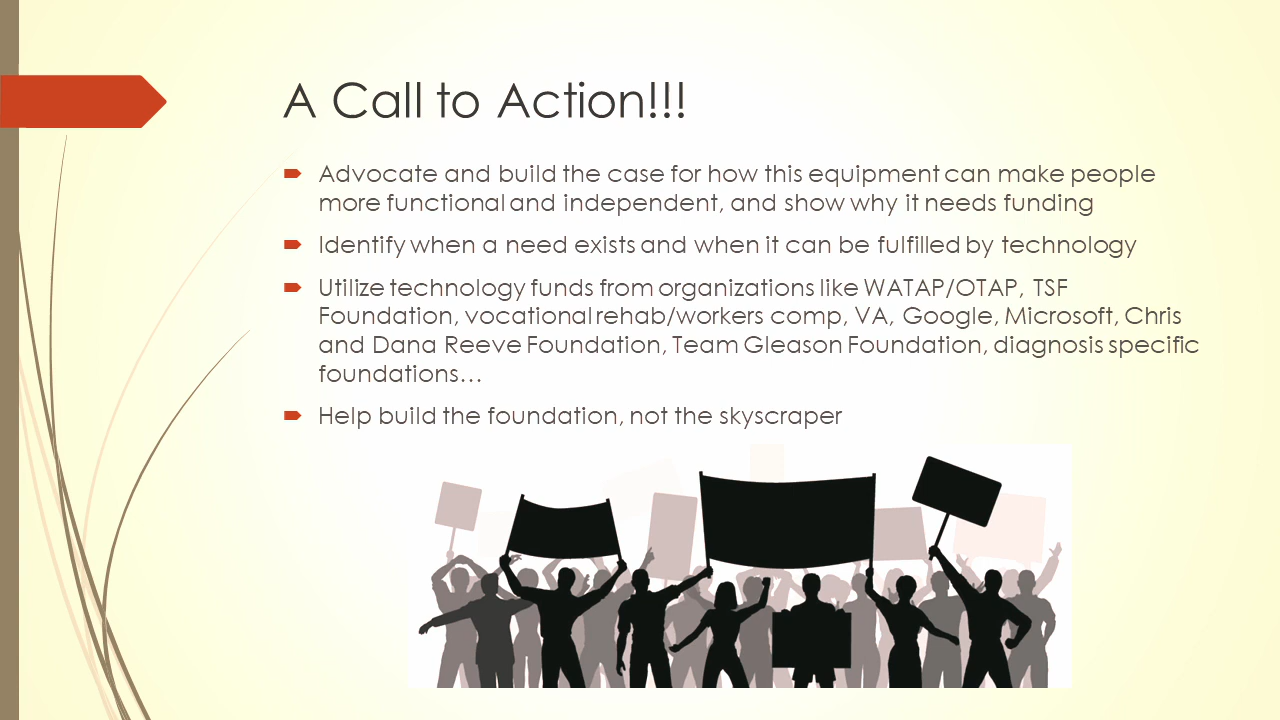 A Call to Action!!!
Advocate and build the case for how this equipment can make people
more functional and independent, and show why it needs funding
Identify when a need exists and when it can be fulfilled by technology
Utilize technology funds from organizations like WATAP/OTAP, TSF
Foundation, vocational rehab/workers comp, VA, Google, Microsoft, Chris
and Dana Reeve Foundation, Team Gleason Foundation, diagnosis specific
foundations…
Help build the foundation, not the skyscraper